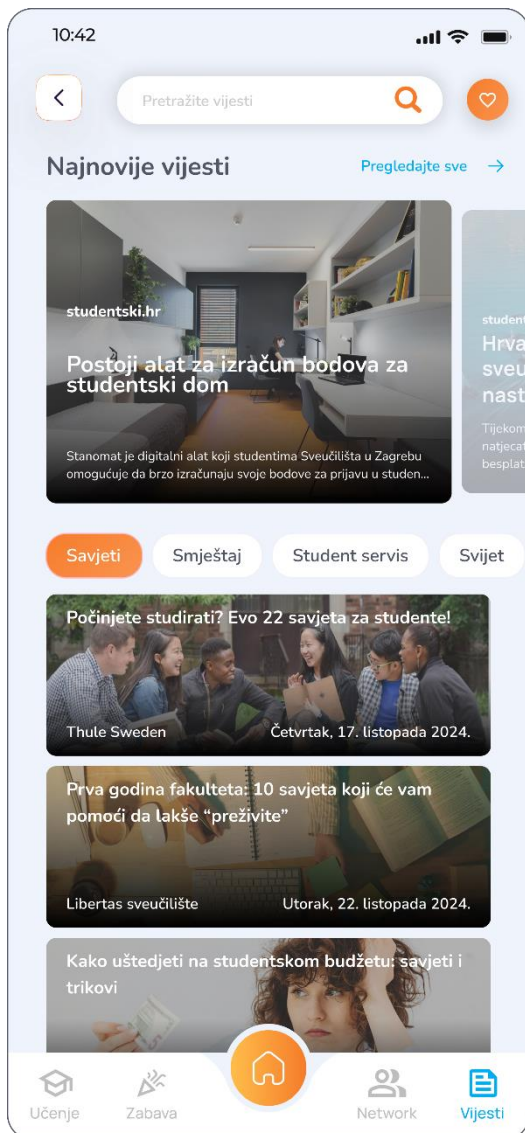 10:42
Pretražite vijesti
Najnovije vijesti
Pregledajte sve
studentski.hr
Postoji alat za izračun bodova za
studentski dom
Stanomat je digitalni alat koji studentima Sveučilišta u Zagrebu
omogućuje da brzo izračunaju svoje bodove za prijavu u studen...
student
Hrva
sveu
nast
Tijekom
natjecat
besplat
Savjeti
Smještaj
Student servis
Svijet
Počinjete studirati? Evo 22 savjeta za studente!
Thule Sweden
Četvrtak, 17. listopada 2024.
Prva godina fakulteta: 10 savjeta koji će vam
pomoći da lakše “preživite”
Libertas sveučilište
Utorak, 22. listopada 2024.
Kako uštedjeti na studentskom budžetu: savjeti i
trikovi
Učenje
Zabava
Network
Vijesti